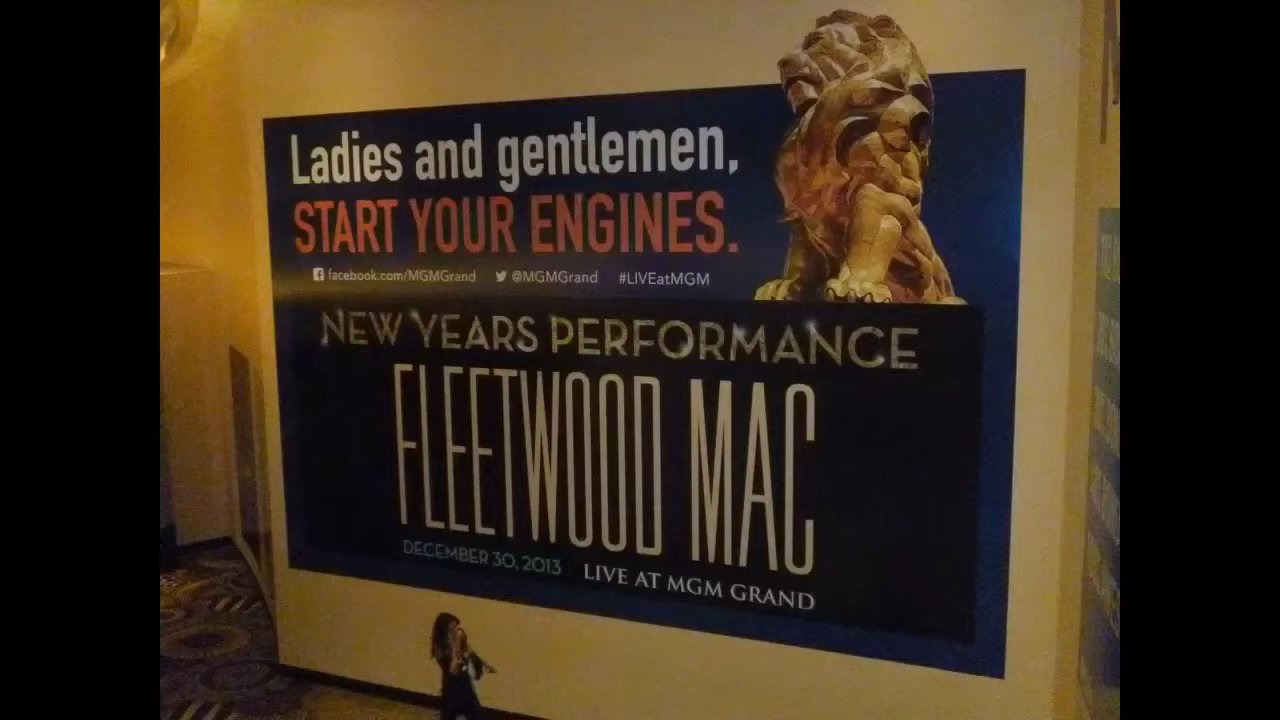 Ladies and gentlemen,
START YOUR ENGINES.
facebook.com/MGMGrand @MGMGrand #LIVEatMGM
NEW YEARS PERFORMANCE
FLEETWOOD MAC
DECEMBER 30, 2013 LIVE AT MGM GRAND